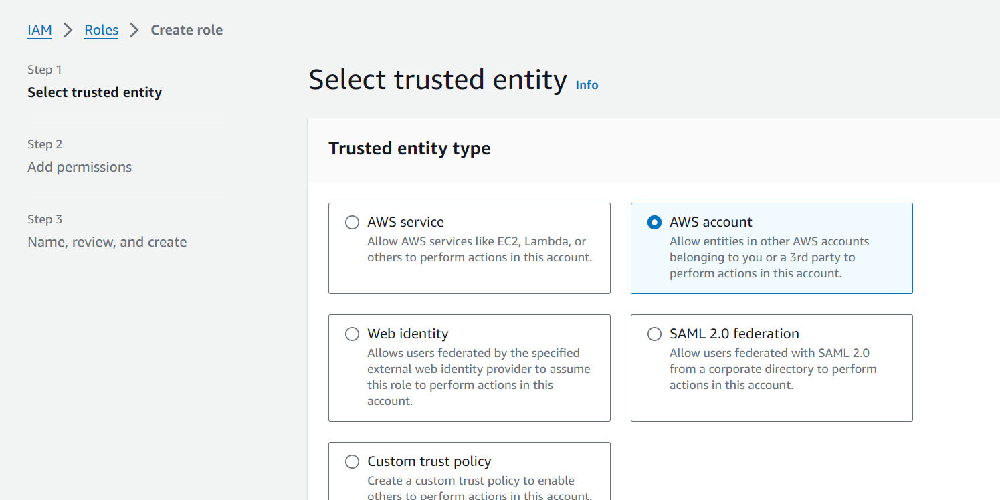 IAM > Roles > Create role
Step 1
Select trusted entity
Step 2
Add permissions
Step 3
Name, review, and create
Select trusted entity Info
Trusted entity type
AWS service
Allow AWS services like EC2, Lambda, or
others to perform actions in this account.
AWS account
Allow entities in other AWS accounts
belonging to you or a 3rd party to
perform actions in this account.
Web identity
Allows users federated by the specified
external web identity provider to assume
this role to perform actions in this
account.
SAML 2.0 federation
Allow users federated with SAML 2.0
from a corporate directory to perform
actions in this account.
Custom trust policy
Create a custom trust policy to enable
others to perform actions in this account.